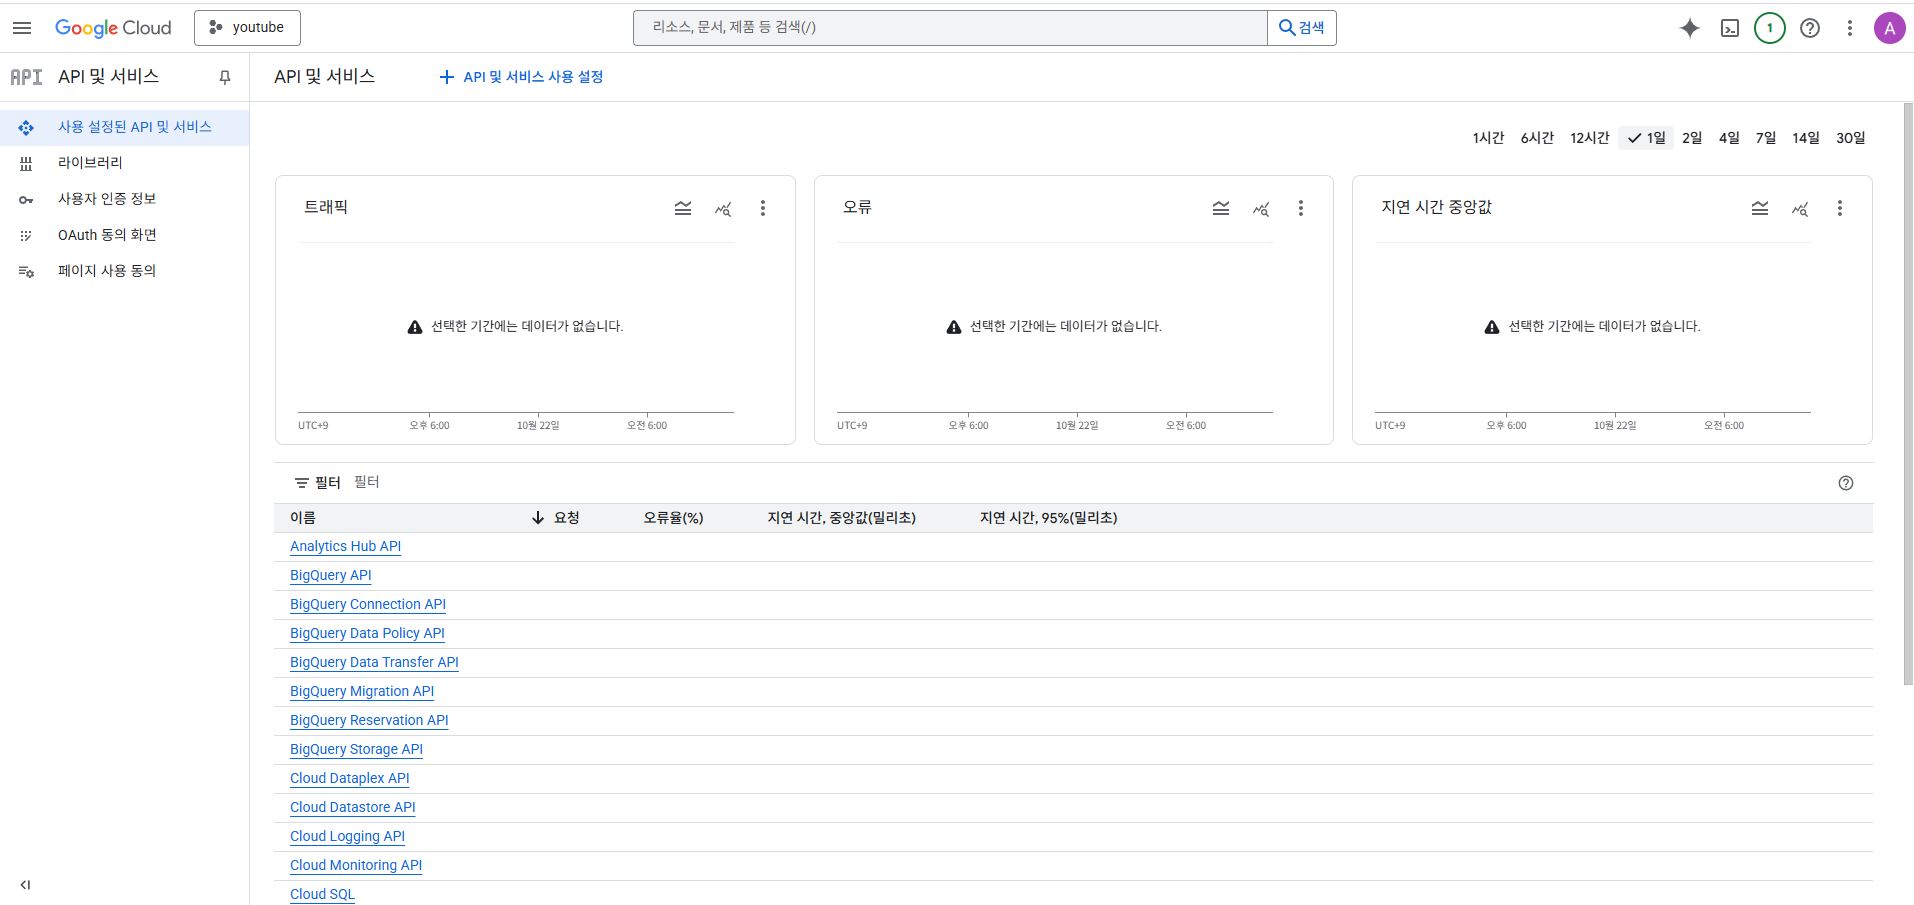 Google Cloud
youtube
리소스, 문서, 제품 등 검색(/)
검색
1
A
API
API 및 서비스
API 및 서비스
API 및 서비스 사용 설정
사용 설정된 API 및 서비스
라이브러리
사용자 인증 정보
OAuth 동의 화면
페이지 사용 동의
1시간 6시간 12시간 1일 2일 4일 7일 14일 30일
트래픽
선택한 기간에는 데이터가 없습니다.
UTC+9 오후 6:00 10월 22일 오전 6:00
오류
선택한 기간에는 데이터가 없습니다.
UTC+9 오후 6:00 10월 22일 오전 6:00
지연 시간 중앙값
선택한 기간에는 데이터가 없습니다.
UTC+9 오후 6:00 10월 22일 오전 6:00
필터 필터
이름 요청 오류율(%) 지연 시간, 중앙값(밀리초) 지연 시간, 95%(밀리초)
Analytics Hub API
BigQuery API
BigQuery Connection API
BigQuery Data Policy API
BigQuery Data Transfer API
BigQuery Migration API
BigQuery Reservation API
BigQuery Storage API
Cloud Dataplex API
Cloud Datastore API
Cloud Logging API
Cloud Monitoring API
Cloud SQL